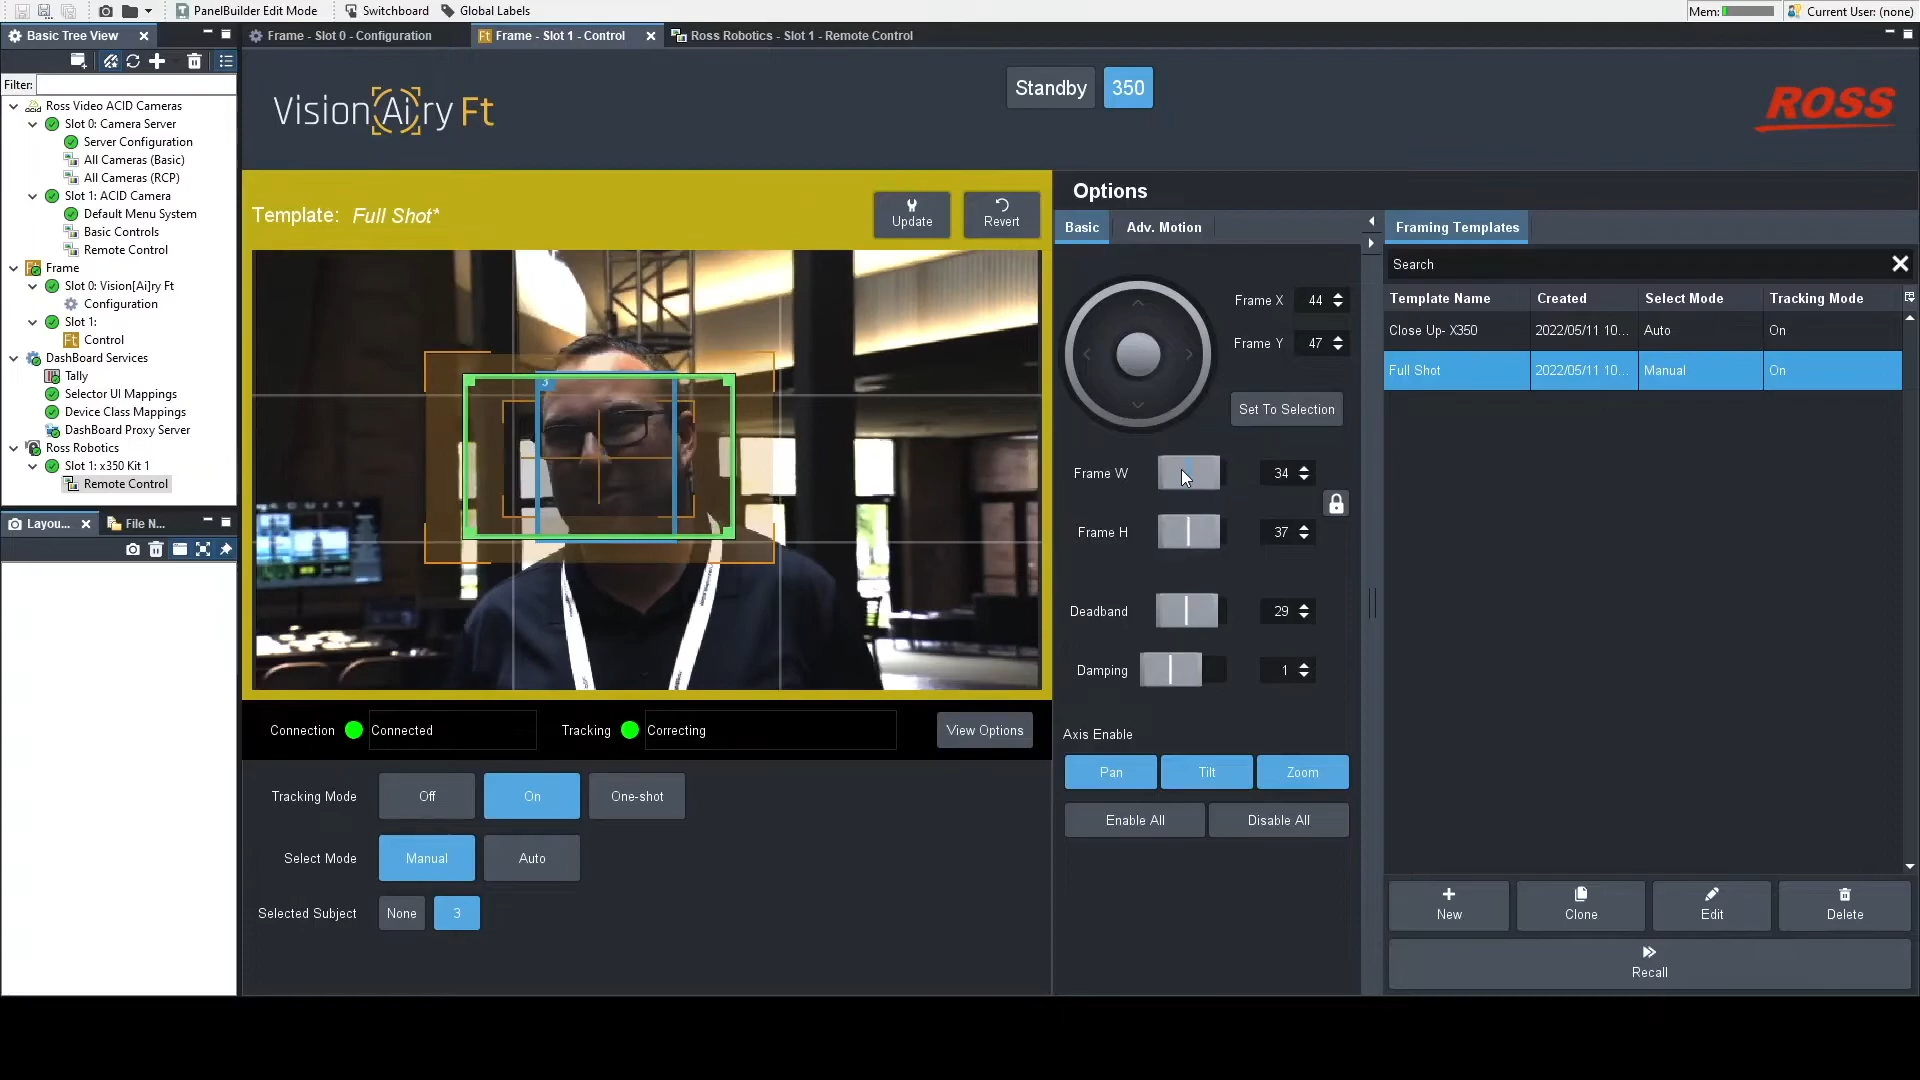 PanelBuilder Edit Mode
Switchboard
Global Labels
Mem:
Current User: (none)
Basic Tree View
Frame - Slot 0 - Configuration
Ft Frame - Slot 1 - Control
Ross Robotics - Slot 1 - Remote Control
Filter:
Ross Video ACID Cameras
Slot 0: Camera Server
Server Configuration
All Cameras (Basic)
All Cameras (RCP)
Slot 1: ACID Camera
Default Menu System
Basic Controls
Remote Control
Frame
Slot 0: Vision[Ai]ry Ft
Configuration
Slot 1:
Ft Control
DashBoard Services
Tally
Selector UI Mappings
Device Class Mappings
DashBoard Proxy Server
Ross Robotics
Slot 1: x350 Kit 1
Remote Control
Layou...
File N...
Vision[Ai]ry Ft
Standby
350
ROSS
Template: Full Shot*
Update
Revert
3
Connection
Connected
Tracking
Correcting
View Options
Tracking Mode
Off
On
One-shot
Select Mode
Manual
Auto
Selected Subject
None
3
Options
Basic
Adv. Motion
Frame X
44
Frame Y
47
Set To Selection
Frame W
34
Frame H
37
Deadband
29
Damping
1
Axis Enable
Pan
Tilt
Zoom
Enable All
Disable All
Framing Templates
Search
Template Name
Created
Select Mode
Tracking Mode
Close Up- X350
2022/05/11 10...
Auto
On
Full Shot
2022/05/11 10...
Manual
On
New
Clone
Edit
Delete
Recall